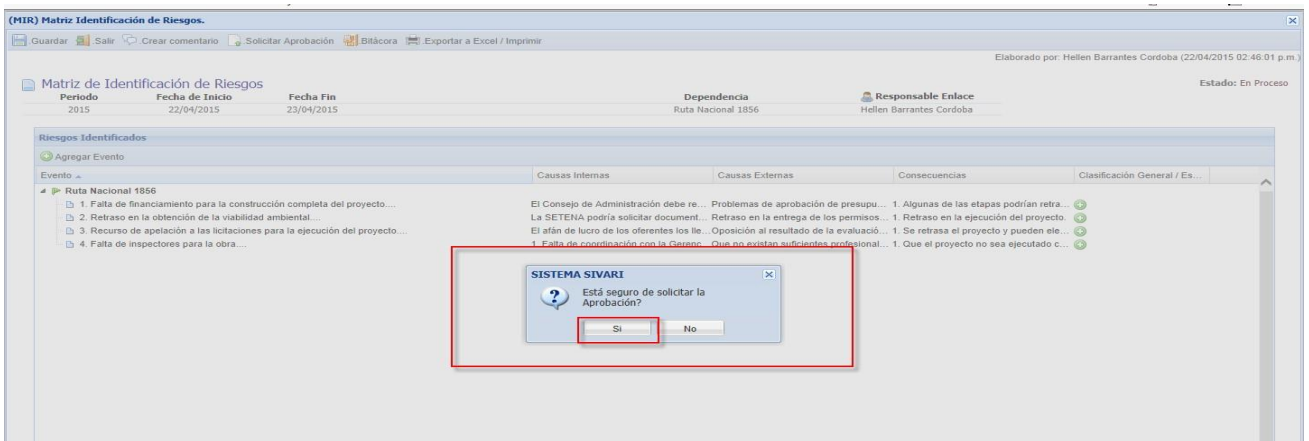 (MIR) Matriz Identificación de Riesgos.
Guardar Salir Crear comentario Solicitar Aprobación Bitácora Exportar a Excel / Imprimir
Elaborado por: Hellen Barrantes Cordoba (22/04/2015 02:46:01 p.m.)
Matriz de Identificación de Riesgos Estado: En Proceso
Periodo Fecha de Inicio Fecha Fin Dependencia Responsable Enlace
2015 22/04/2015 23/04/2015 Ruta Nacional 1856 Hellen Barrantes Cordoba
Riesgos Identificados
Agregar Evento
Evento Causas Internas Causas Externas Consecuencias Clasificación General / Es...
Ruta Nacional 1856
1. Falta de financiamiento para la construcción completa del proyecto.... El Consejo de Administración debe re... Problemas de aprobación de presupu... 1. Algunas de las etapas podrían retra...
2. Retraso en la obtención de la viabilidad ambiental.... La SETENA podría solicitar document... Retraso en la entrega de los permisos... 1. Retraso en la ejecución del proyecto.
3. Recurso de apelación a las licitaciones para la ejecución del proyecto.... El afán de lucro de los oferentes los lle... Oposición al resultado de la evaluació... 1. Se retrasa el proyecto y pueden ele...
4. Falta de inspectores para la obra.... 1. Falta de coordinación con la Gerenc... Que no existan suficientes profesional... 1. Que el proyecto no sea ejecutado c...
SISTEMA SIVARI
Está seguro de solicitar la
Aprobación?
Si No